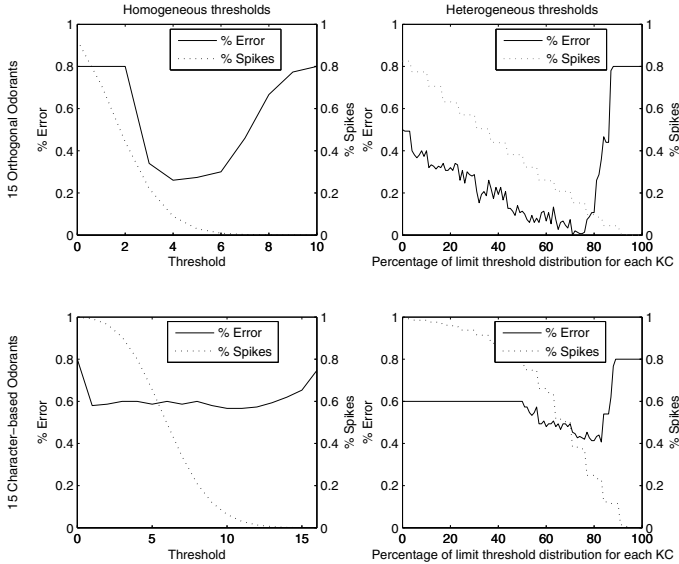 Homogeneous thresholds
Heterogeneous thresholds
15 Orthogonal Odorants
% Error
1
0.8
0.6
0.4
0.2
0
% Error
% Spikes
1
0.8
0.6
0.4
0.2
0
% Spikes
0 2 4 6 8 10
Threshold
% Error
1
0.8
0.6
0.4
0.2
0
% Error
% Spikes
1
0.8
0.6
0.4
0.2
0
% Spikes
0 20 40 60 80 100
Percentage of limit threshold distribution for each KC
15 Character-based Odorants
% Error
1
0.8
0.6
0.4
0.2
0
% Error
% Spikes
1
0.8
0.6
0.4
0.2
0
% Spikes
0 5 10 15
Threshold
% Error
1
0.8
0.6
0.4
0.2
0
% Error
% Spikes
1
0.8
0.6
0.4
0.2
0
% Spikes
0 20 40 60 80 100
Percentage of limit threshold distribution for each KC